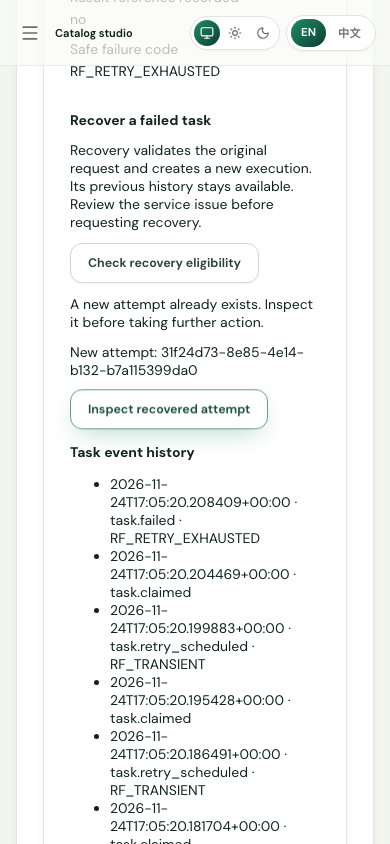 Result reference recorded
no
Catalog studio
EN
中文
Safe failure code
RF_RETRY_EXHAUSTED
Recover a failed task
Recovery validates the original
request and creates a new execution.
Its previous history stays available.
Review the service issue before
requesting recovery.
Check recovery eligibility
A new attempt already exists. Inspect
it before taking further action.
New attempt: 31f24d73-8e85-4e14-
b132-b7a115399da0
Inspect recovered attempt
Task event history
• 2026-11-
24T17:05:20.208409+00:00 ·
task.failed ·
RF_RETRY_EXHAUSTED
• 2026-11-
24T17:05:20.204469+00:00 ·
task.claimed
• 2026-11-
24T17:05:20.199883+00:00 ·
task.retry_scheduled ·
RF_TRANSIENT
• 2026-11-
24T17:05:20.195428+00:00 ·
task.claimed
• 2026-11-
24T17:05:20.186491+00:00 ·
task.retry_scheduled ·
RF_TRANSIENT
• 2026-11-
24T17:05:20.181704+00:00 ·
task.claimed